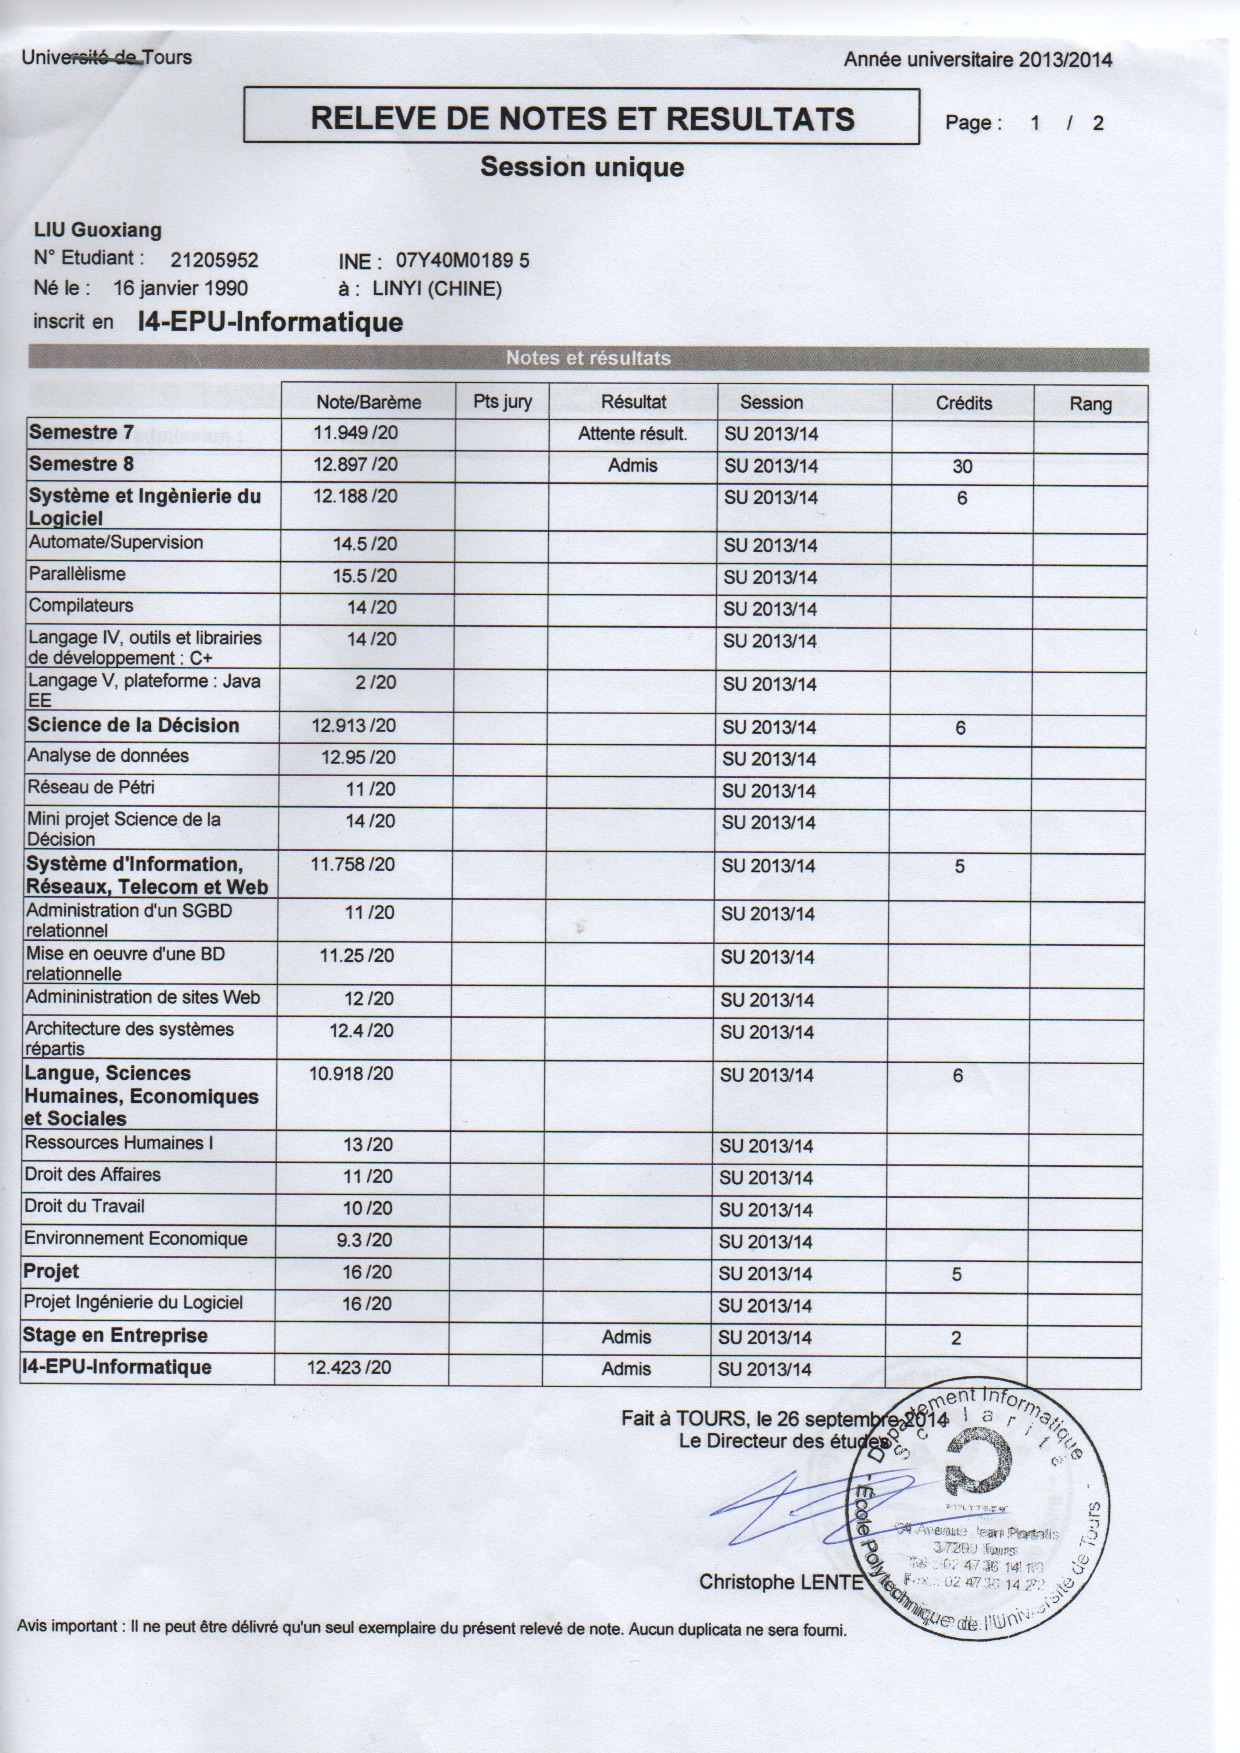 Université de Tours
Année universitaire 2013/2014
RELEVE DE NOTES ET RESULTATS
Page : 1 / 2
Session unique
LIU Guoxiang
N° Etudiant : 21205952 INE : 07Y40M0189 5
Né le : 16 janvier 1990 à : LINYI (CHINE)
inscrit en I4-EPU-Informatique
Notes et résultats
Note/Barème Pts jury Résultat Session Crédits Rang
Semestre 7 11.949 /20 Attente résult. SU 2013/14
Semestre 8 12.897 /20 Admis SU 2013/14 30
Système et Ingènierie du 12.188 /20 SU 2013/14 6
Logiciel
Automate/Supervision 14.5 /20 SU 2013/14
Parallèlisme 15.5 /20 SU 2013/14
Compilateurs 14 /20 SU 2013/14
Langage IV, outils et librairies 14 /20 SU 2013/14
de développement : C+
Langage V, plateforme : Java 2 /20 SU 2013/14
EE
Science de la Décision 12.913 /20 SU 2013/14 6
Analyse de données 12.95 /20 SU 2013/14
Réseau de Pétri 11 /20 SU 2013/14
Mini projet Science de la 14 /20 SU 2013/14
Décision
Système d'Information, 11.758 /20 SU 2013/14 5
Réseaux, Telecom et Web
Administration d'un SGBD 11 /20 SU 2013/14
relationnel
Mise en oeuvre d'une BD 11.25 /20 SU 2013/14
relationnelle
Admininistration de sites Web 12 /20 SU 2013/14
Architecture des systèmes 12.4 /20 SU 2013/14
répartis
Langue, Sciences 10.918 /20 SU 2013/14 6
Humaines, Economiques
et Sociales
Ressources Humaines I 13 /20 SU 2013/14
Droit des Affaires 11 /20 SU 2013/14
Droit du Travail 10 /20 SU 2013/14
Environnement Economique 9.3 /20 SU 2013/14
Projet 16 /20 SU 2013/14 5
Projet Ingénierie du Logiciel 16 /20 SU 2013/14
Stage en Entreprise Admis SU 2013/14 2
I4-EPU-Informatique 12.423 /20 Admis SU 2013/14
Fait à TOURS, le 26 septembre 2014
Le Directeur des études
Département Informatique
Scolarité
POLYTECH
Avenue Jean Portalis
37200 Tours
Christophe LENTE
École Polytechnique de l'Université de Tours
Avis important : Il ne peut être délivré qu'un seul exemplaire du présent relevé de note. Aucun duplicata ne sera fourni.